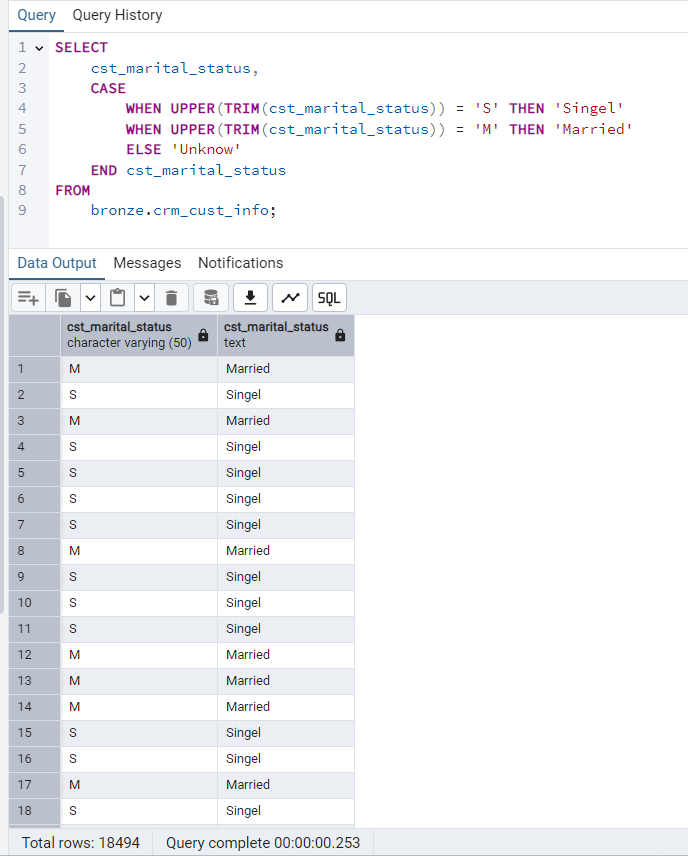 Query Query History
1 SELECT
2 cst_marital_status,
3 CASE
4 WHEN UPPER(TRIM(cst_marital_status)) = 'S' THEN 'Singel'
5 WHEN UPPER(TRIM(cst_marital_status)) = 'M' THEN 'Married'
6 ELSE 'Unknow'
7 END cst_marital_status
8 FROM
9 bronze.crm_cust_info;
Data Output Messages Notifications
SQL
cst_marital_status cst_marital_status
character varying (50) text
1 M Married
2 S Singel
3 M Married
4 S Singel
5 S Singel
6 S Singel
7 S Singel
8 M Married
9 S Singel
10 S Singel
11 S Singel
12 M Married
13 M Married
14 M Married
15 S Singel
16 S Singel
17 M Married
18 S Singel
Total rows: 18494 Query complete 00:00:00.253